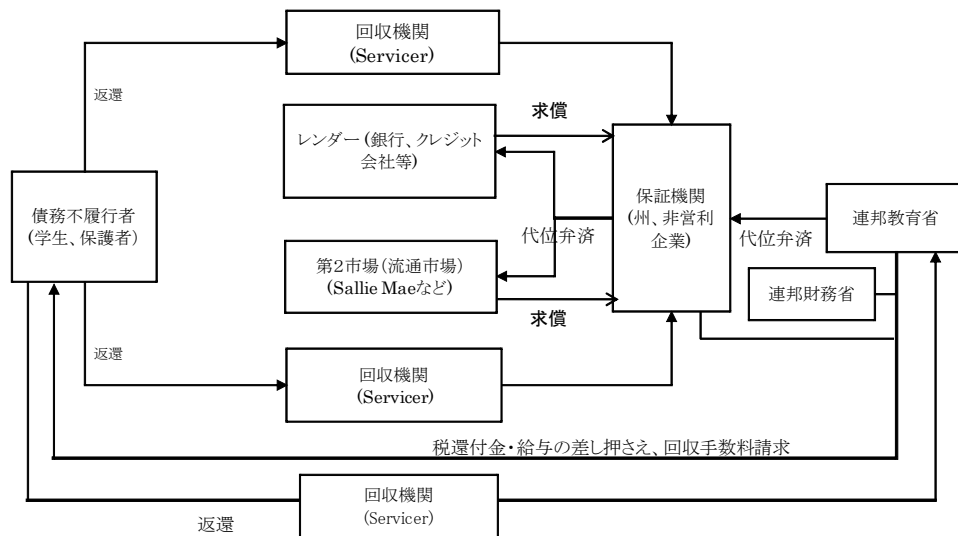 回収機関
(Servicer)
返還
求償
レンダー (銀行、クレジット
会社等)
保証機関
(州、非営利
企業)
債務不履行者
(学生、保護者)
連邦教育省
代位弁済
代位弁済
第2市場(流通市場)
(Sallie Maeなど)
連邦財務省
求償
返還
回収機関
(Servicer)
税還付金・給与の差し押さえ、回収手数料請求
回収機関
(Servicer)
返還